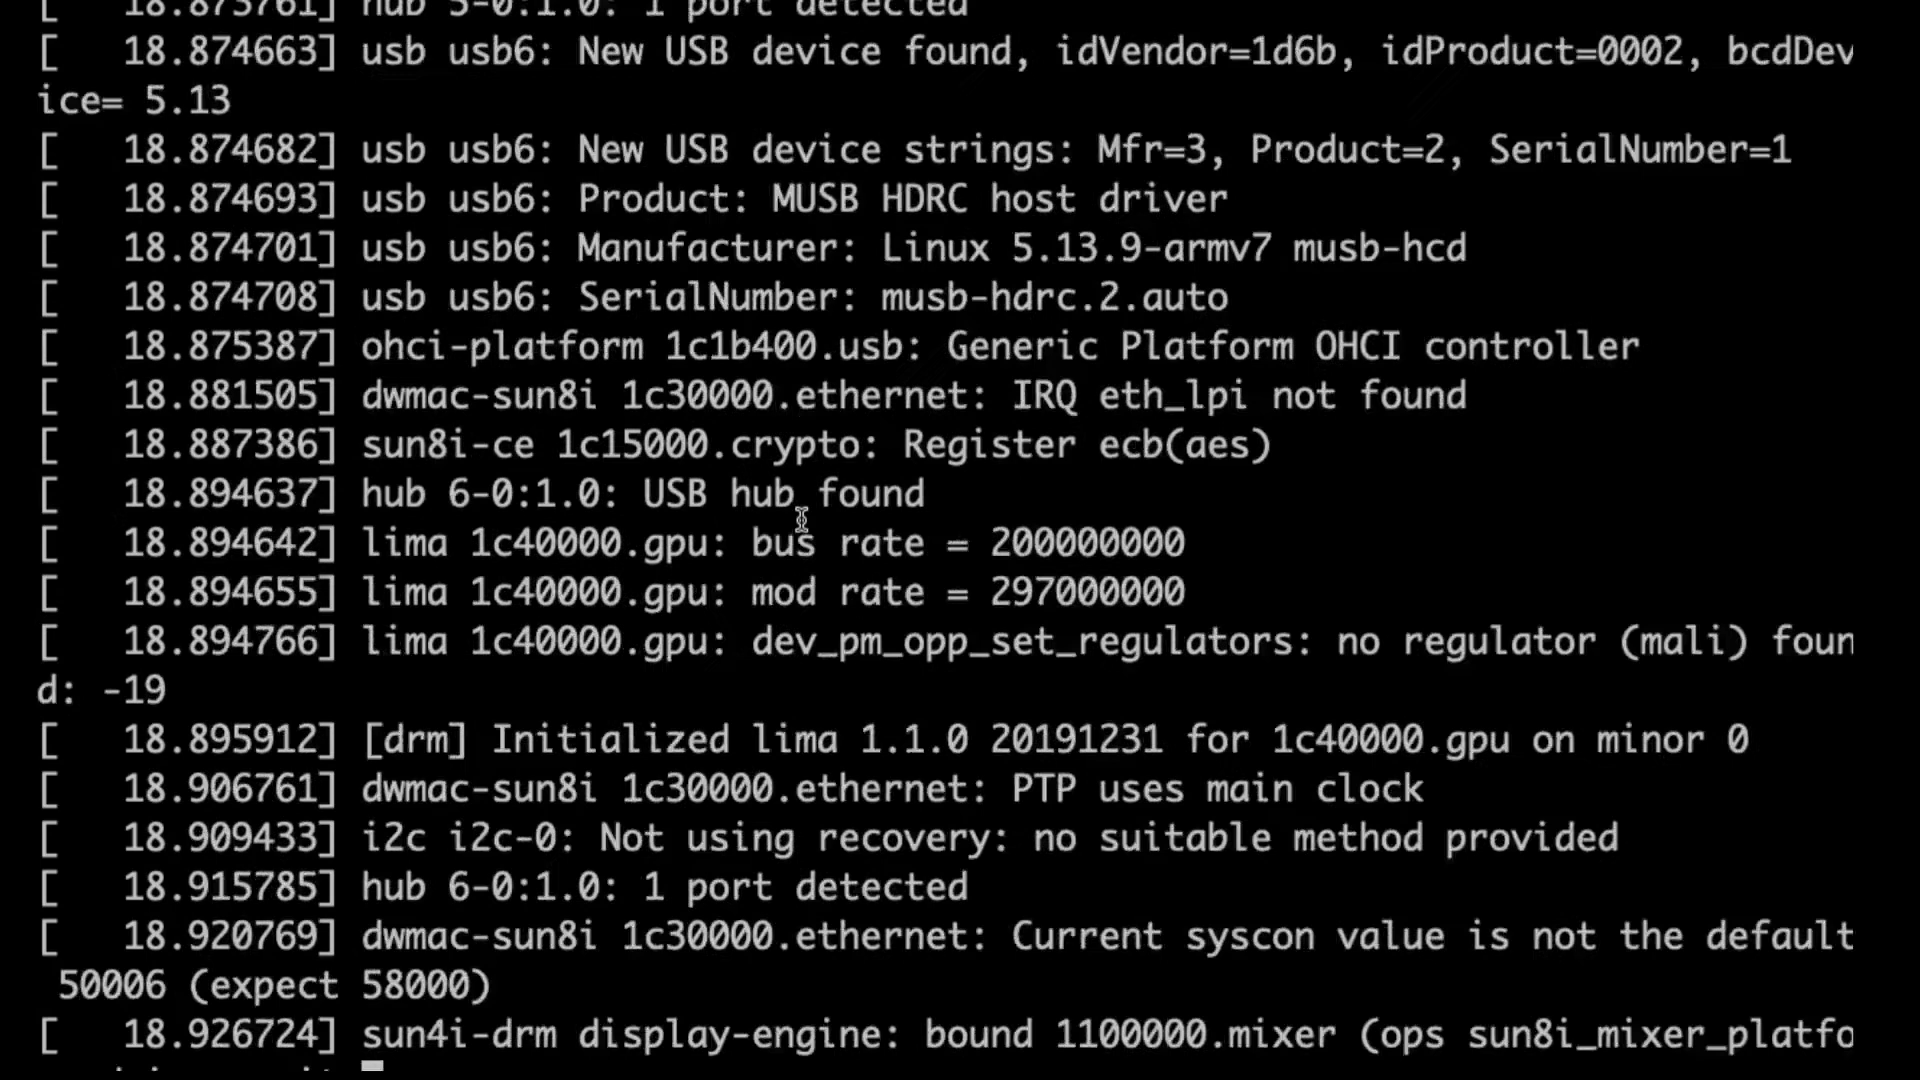 [   18.873761] hub 5-0:1.0: 1 port detected
[   18.874663] usb usb6: New USB device found, idVendor=1d6b, idProduct=0002, bcdDev
ice= 5.13
[   18.874682] usb usb6: New USB device strings: Mfr=3, Product=2, SerialNumber=1
[   18.874693] usb usb6: Product: MUSB HDRC host driver
[   18.874701] usb usb6: Manufacturer: Linux 5.13.9-armv7 musb-hcd
[   18.874708] usb usb6: SerialNumber: musb-hdrc.2.auto
[   18.875387] ohci-platform 1c1b400.usb: Generic Platform OHCI controller
[   18.881505] dwmac-sun8i 1c30000.ethernet: IRQ eth_lpi not found
[   18.887386] sun8i-ce 1c15000.crypto: Register ecb(aes)
[   18.894637] hub 6-0:1.0: USB hub found
[   18.894642] lima 1c40000.gpu: bus rate = 200000000
[   18.894655] lima 1c40000.gpu: mod rate = 297000000
[   18.894766] lima 1c40000.gpu: dev_pm_opp_set_regulators: no regulator (mali) foun
d: -19
[   18.895912] [drm] Initialized lima 1.1.0 20191231 for 1c40000.gpu on minor 0
[   18.906761] dwmac-sun8i 1c30000.ethernet: PTP uses main clock
[   18.909433] i2c i2c-0: Not using recovery: no suitable method provided
[   18.915785] hub 6-0:1.0: 1 port detected
[   18.920769] dwmac-sun8i 1c30000.ethernet: Current syscon value is not the default
 50006 (expect 58000)
[   18.926724] sun4i-drm display-engine: bound 1100000.mixer (ops sun8i_mixer_platfo